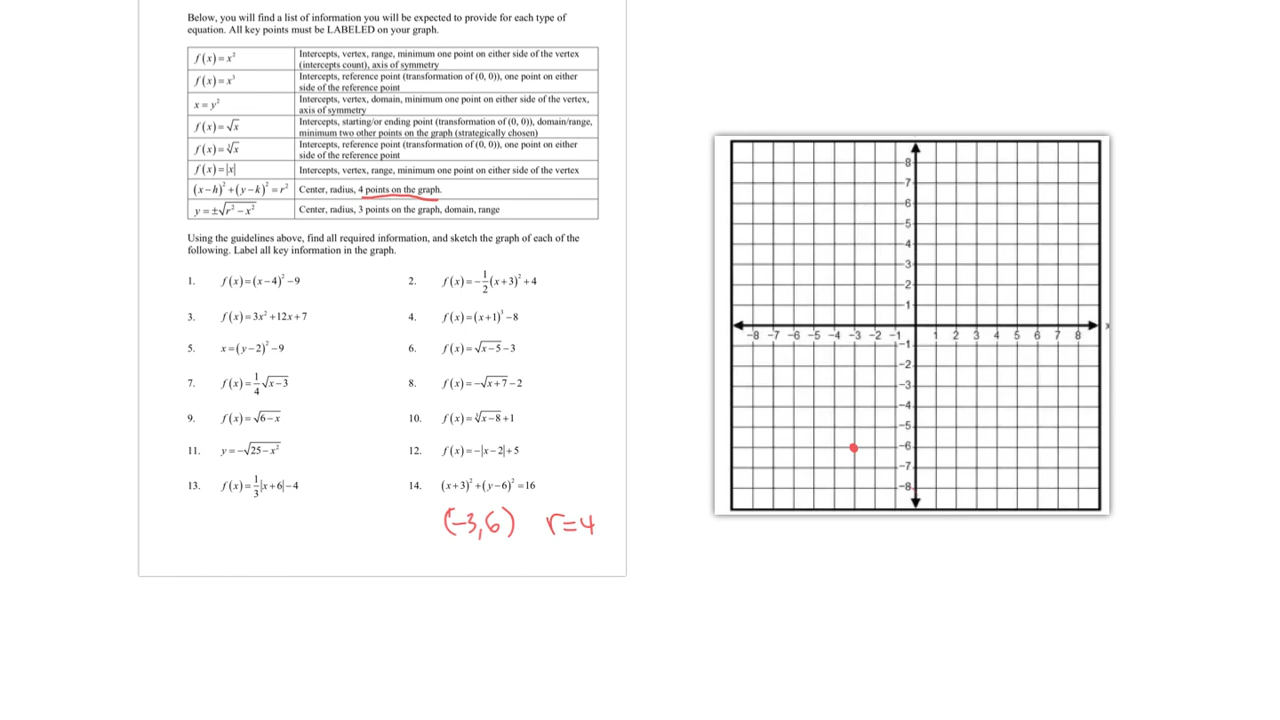 Below, you will find a list of information you will be expected to provide for each type of
equation. All key points must be LABELED on your graph.
f(x)=x² Intercepts, vertex, range, minimum one point on either side of the vertex
(intercepts count), axis of symmetry
f(x)=x³ Intercepts, reference point (transformation of (0, 0)), one point on either
side of the reference point
x=y² Intercepts, vertex, domain, minimum one point on either side of the vertex,
axis of symmetry
f(x)=√x Intercepts, starting/or ending point (transformation of (0, 0)), domain/range,
minimum two other points on the graph (strategically chosen)
f(x)=∛x Intercepts, reference point (transformation of (0, 0)), one point on either
side of the reference point
f(x)=|x| Intercepts, vertex, range, minimum one point on either side of the vertex
(x-h)²+(y-k)²=r² Center, radius, 4 points on the graph.
y=±√(r²-x²) Center, radius, 3 points on the graph, domain, range
Using the guidelines above, find all required information, and sketch the graph of each of the
following. Label all key information in the graph.
1. f(x)=(x-4)²-9 2. f(x)=-1/2(x+3)²+4
3. f(x)=3x²+12x+7 4. f(x)=(x+1)³-8
5. x=(y-2)²-9 6. f(x)=√(x-5)-3
7. f(x)=1/4√(x-3) 8. f(x)=-√(x+7)-2
9. f(x)=√(6-x) 10. f(x)=∛(x-8)+1
11. y=-√(25-x²) 12. f(x)=-|x-2|+5
13. f(x)=1/3|x+6|-4 14. (x+3)²+(y-6)²=16
(-3,6) r=4
8
7
6
5
4
3
2
1
x
-8 -7 -6 -5 -4 -3 -2 -1 1 2 3 4 5 6 7 8
-1
-2
-3
-4
-5
-6
-7
-8